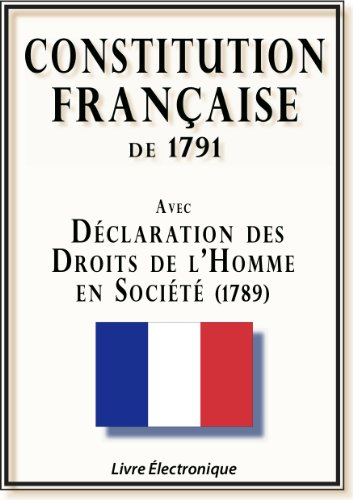 CONSTITUTION
FRANÇAISE
DE 1791
AVEC
DÉCLARATION DES
DROITS DE L'HOMME
EN SOCIÉTÉ (1789)
Livre Électronique